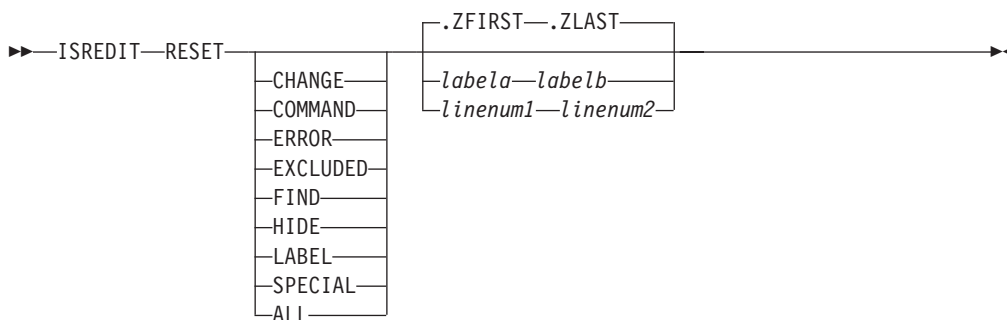 .ZFIRST .ZLAST
ISREDIT RESET
CHANGE
COMMAND
ERROR
EXCLUDED
FIND
HIDE
LABEL
SPECIAL
ALL
labela labelb
linenum1 linenum2